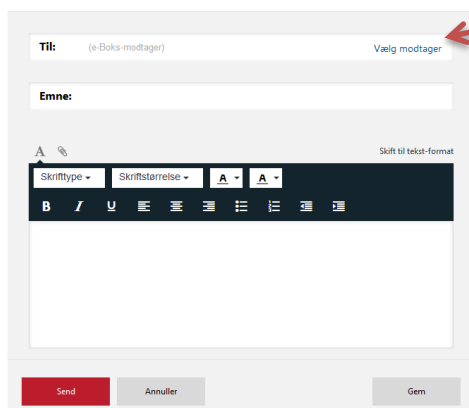 Til: (e-Boks-modtager) Vælg modtager
Emne:
A Skift til tekst-format
Skrifttype Skriftstørrelse A A
B I U
Send Annuller Gem